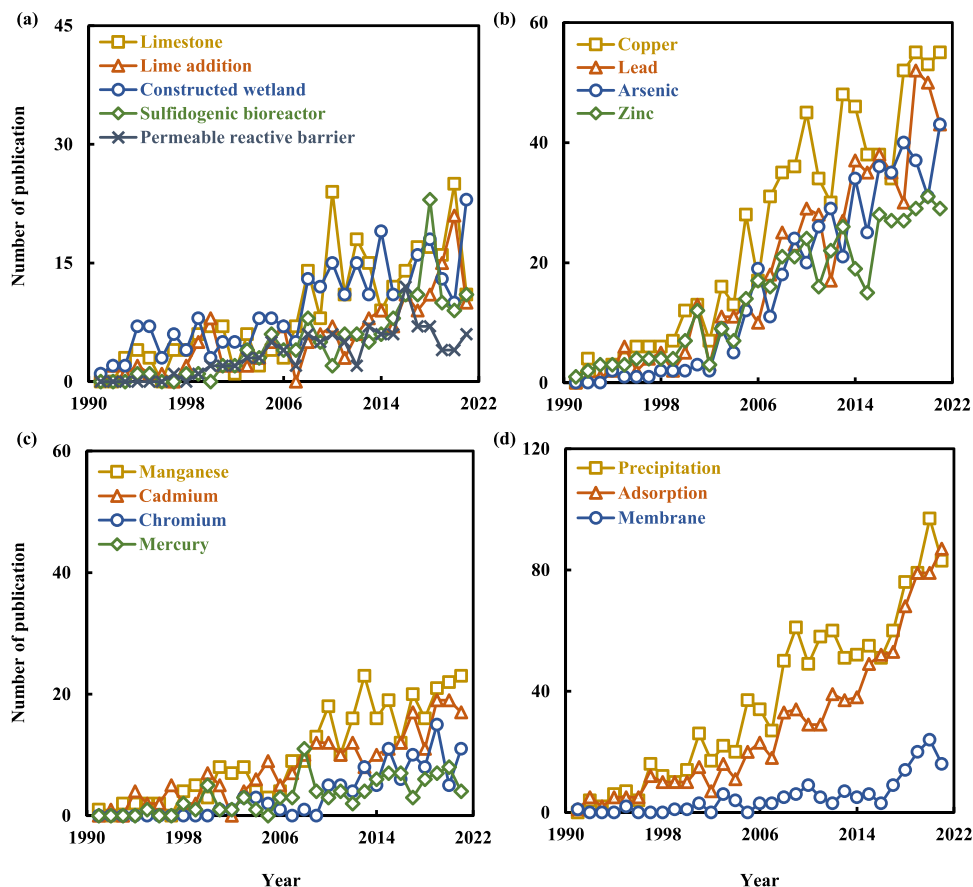 (a)
45
30
15
0
Number of publication
Limestone
Lime addition
Constructed wetland
Sulfidogenic bioreactor
Permeable reactive barrier
1990
1998
2006
2014
2022
(b)
60
40
20
0
Copper
Lead
Arsenic
Zinc
1990
1998
2006
2014
2022
(c)
60
40
20
0
Number of publication
Manganese
Cadmium
Chromium
Mercury
1990
1998
2006
2014
2022
Year
(d)
120
80
40
0
Precipitation
Adsorption
Membrane
1990
1998
2006
2014
2022
Year